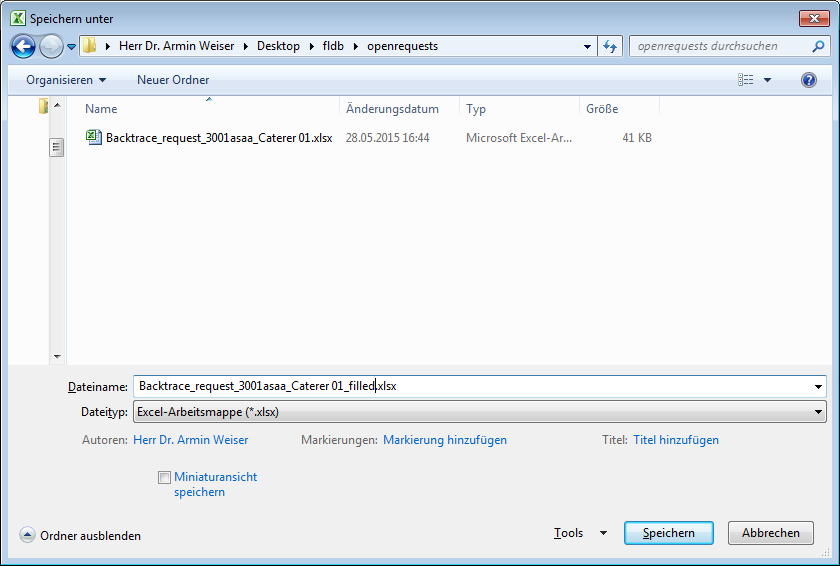 Speichern unter
Herr Dr. Armin Weiser Desktop fldb openrequests openrequests durchsuchen
Organisieren Neuer Ordner
Name Änderungsdatum Typ Größe
Backtrace_request_3001asaa_Caterer 01.xlsx 28.05.2015 16:44 Microsoft Excel-Ar... 41 KB
Dateiname: Backtrace_request_3001asaa_Caterer 01_filled.xlsx
Dateityp: Excel-Arbeitsmappe (*.xlsx)
Autoren: Herr Dr. Armin Weiser Markierungen: Markierung hinzufügen Titel: Titel hinzufügen
Miniaturansicht
speichern
Ordner ausblenden Tools Speichern Abbrechen